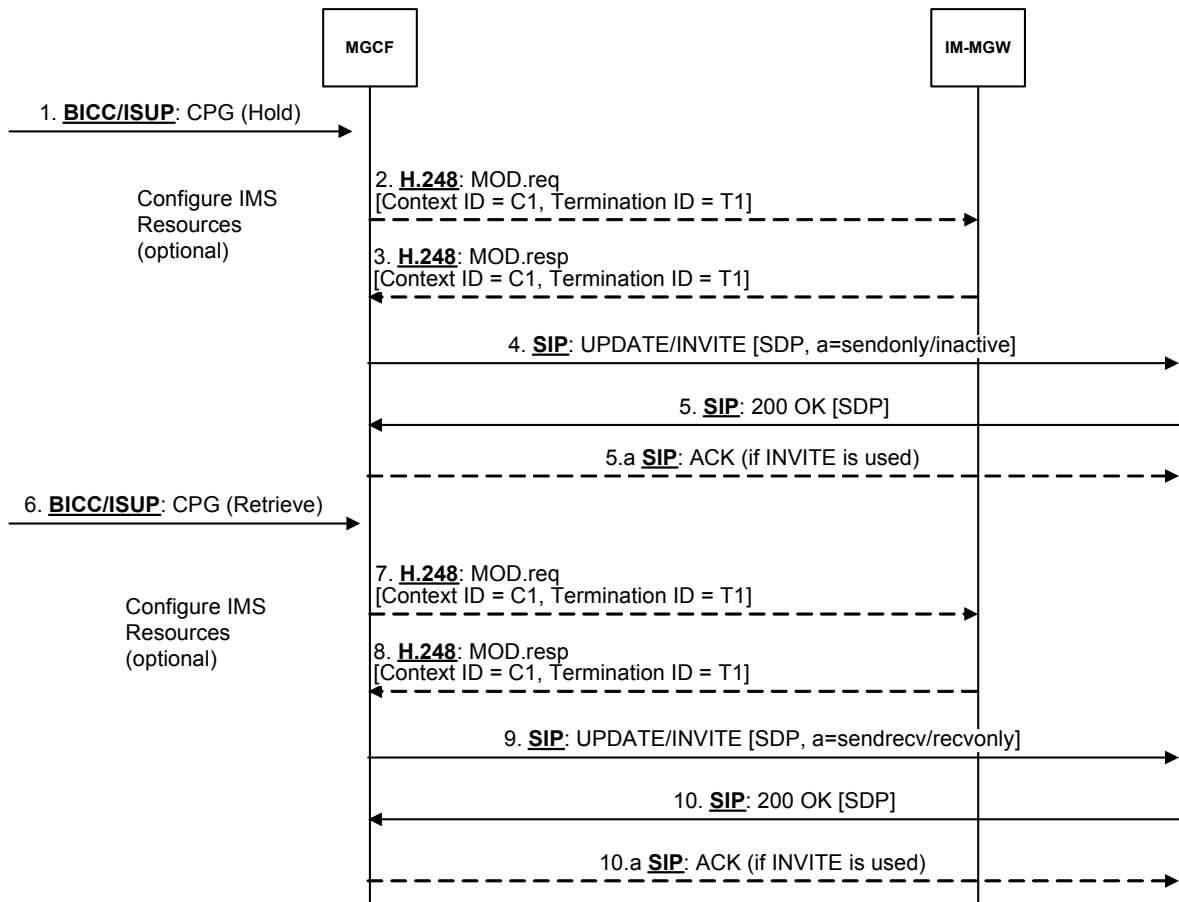 MGCF
IM-MGW
1. BICC/ISUP: CPG (Hold)
2. H.248: MOD.req
[Context ID = C1, Termination ID = T1]
Configure IMS
Resources
(optional)
3. H.248: MOD.resp
[Context ID = C1, Termination ID = T1]
4. SIP: UPDATE/INVITE [SDP, a=sendonly/inactive]
5. SIP: 200 OK [SDP]
5.a SIP: ACK (if INVITE is used)
6. BICC/ISUP: CPG (Retrieve)
7. H.248: MOD.req
[Context ID = C1, Termination ID = T1]
Configure IMS
Resources
(optional)
8. H.248: MOD.resp
[Context ID = C1, Termination ID = T1]
9. SIP: UPDATE/INVITE [SDP, a=sendrecv/recvonly]
10. SIP: 200 OK [SDP]
10.a SIP: ACK (if INVITE is used)